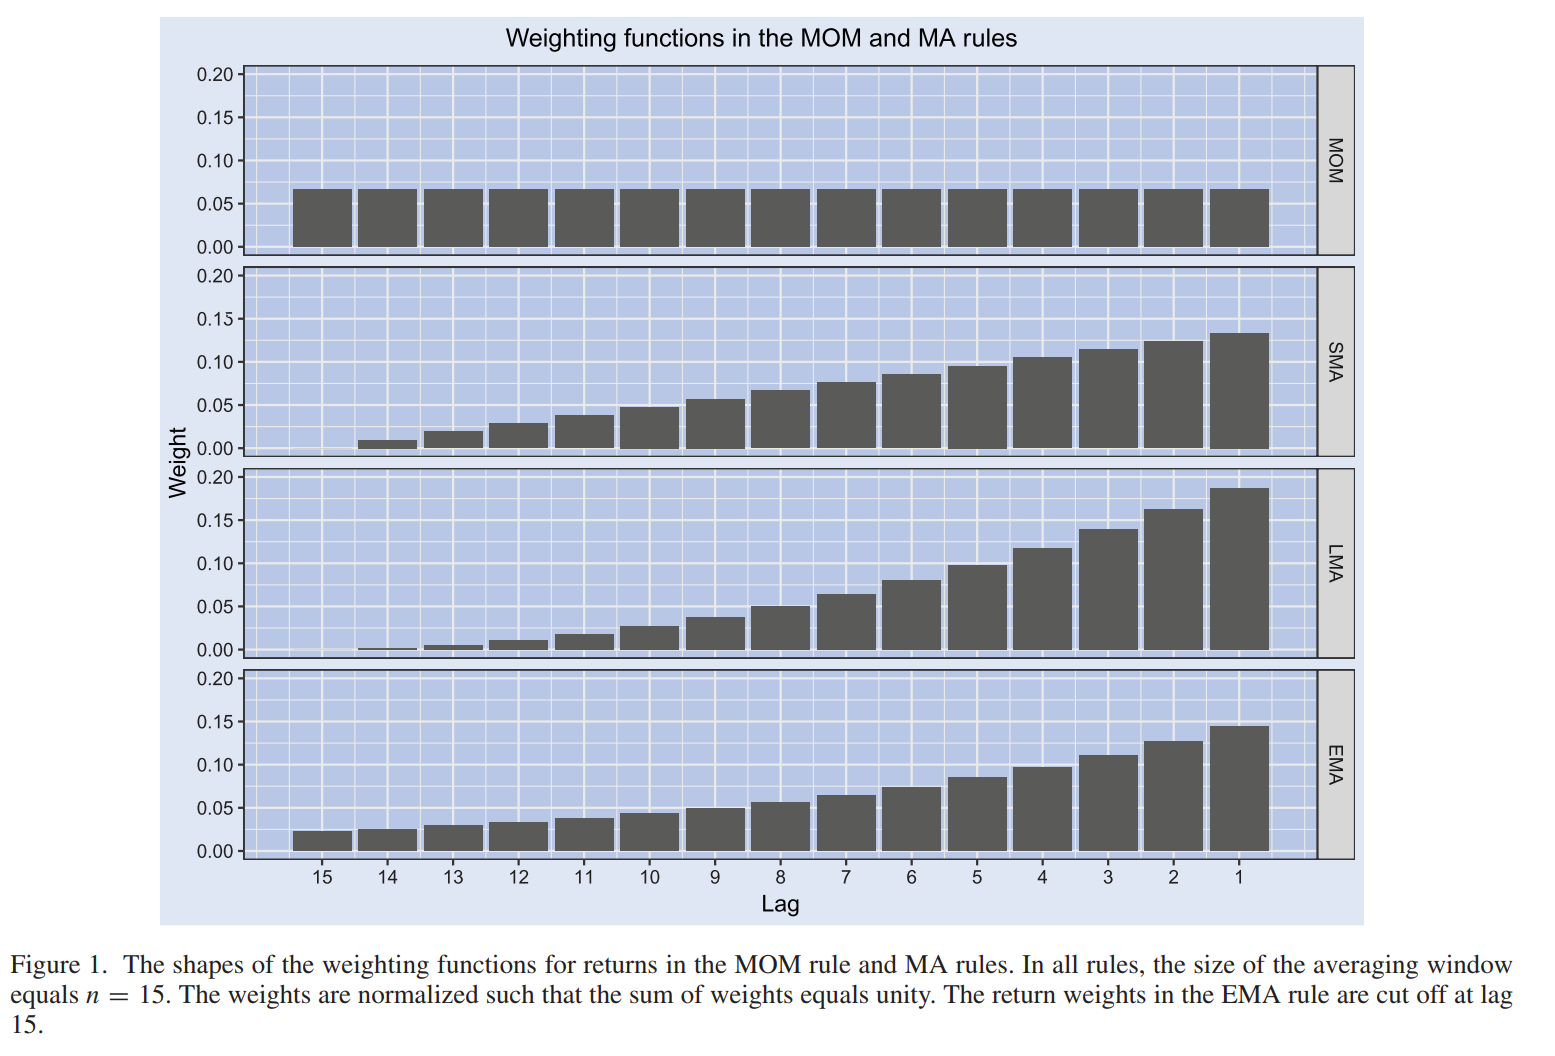 Weighting functions in the MOM and MA rules
0.20
0.15
0.10
0.05
0.00
MOM
0.20
0.15
0.10
0.05
0.00
SMA
Weight
0.20
0.15
0.10
0.05
0.00
LMA
0.20
0.15
0.10
0.05
0.00
EMA
15 14 13 12 11 10 9 8 7 6 5 4 3 2 1
Lag
Figure 1. The shapes of the weighting functions for returns in the MOM rule and MA rules. In all rules, the size of the averaging window
equals n = 15. The weights are normalized such that the sum of weights equals unity. The return weights in the EMA rule are cut off at lag
15.